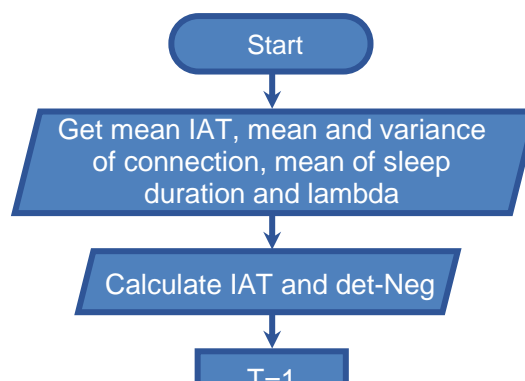 Start
Get mean IAT, mean and variance
of connection, mean of sleep
duration and lambda
Calculate IAT and det-Neg
T=1